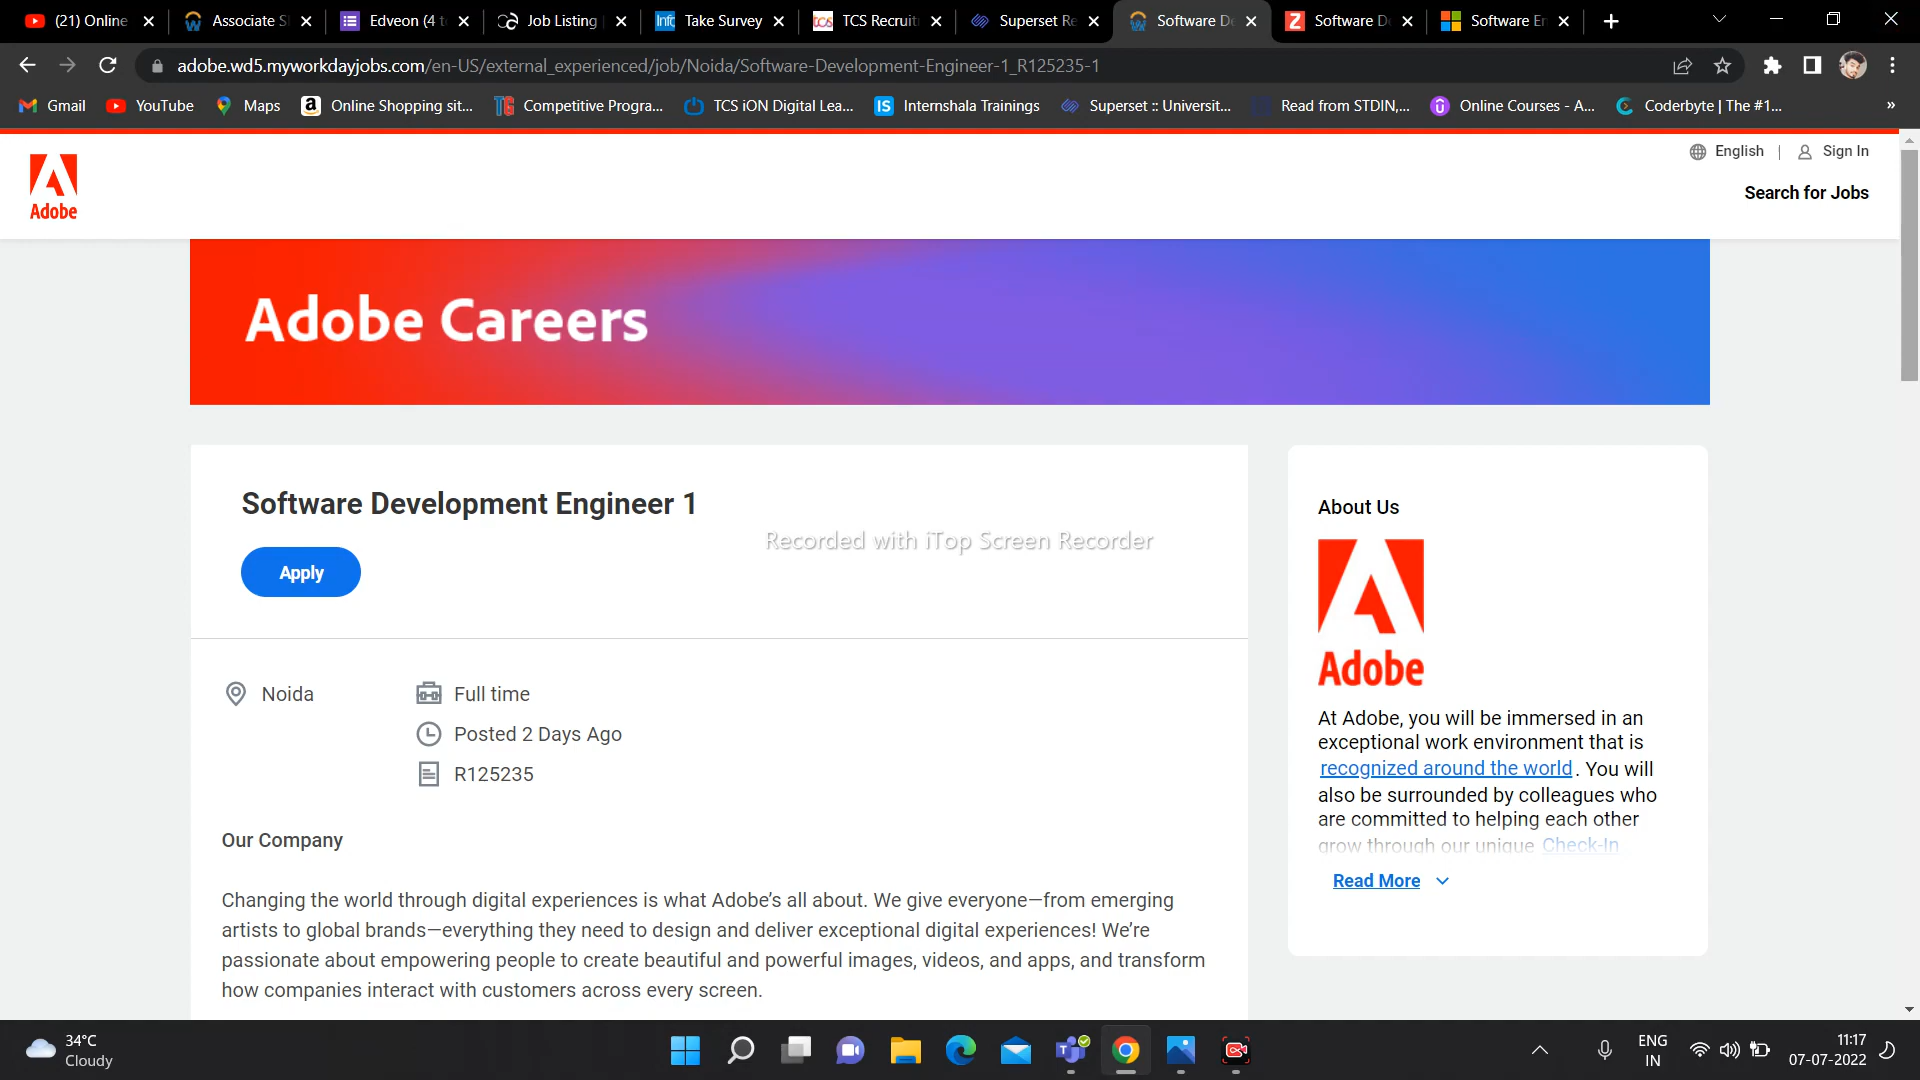 (21) Online
Associate S
Edveon (4 t
Job Listing
Take Survey
TCS Recruit
Superset Re
Software De
Software D
Software En
adobe.wd5.myworkdayjobs.com/en-US/external_experienced/job/Noida/Software-Development-Engineer-1_R125235-1
Gmail
YouTube
Maps
Online Shopping sit...
Competitive Progra...
TCS iON Digital Lea...
Internshala Trainings
Superset :: Universit...
Read from STDIN,...
Online Courses - A...
Coderbyte | The #1...
»
English | Sign In
Adobe
Search for Jobs
Adobe Careers
Software Development Engineer 1
Apply
Recorded with iTop Screen Recorder
Noida
Full time
Posted 2 Days Ago
R125235
Our Company
Changing the world through digital experiences is what Adobe’s all about. We give everyone—from emerging
artists to global brands—everything they need to design and deliver exceptional digital experiences! We’re
passionate about empowering people to create beautiful and powerful images, videos, and apps, and transform
how companies interact with customers across every screen.
About Us
Adobe
At Adobe, you will be immersed in an
exceptional work environment that is
recognized around the world. You will
also be surrounded by colleagues who
are committed to helping each other
grow through our unique Check-In
Read More
34°C
Cloudy
ENG
IN
11:17
07-07-2022